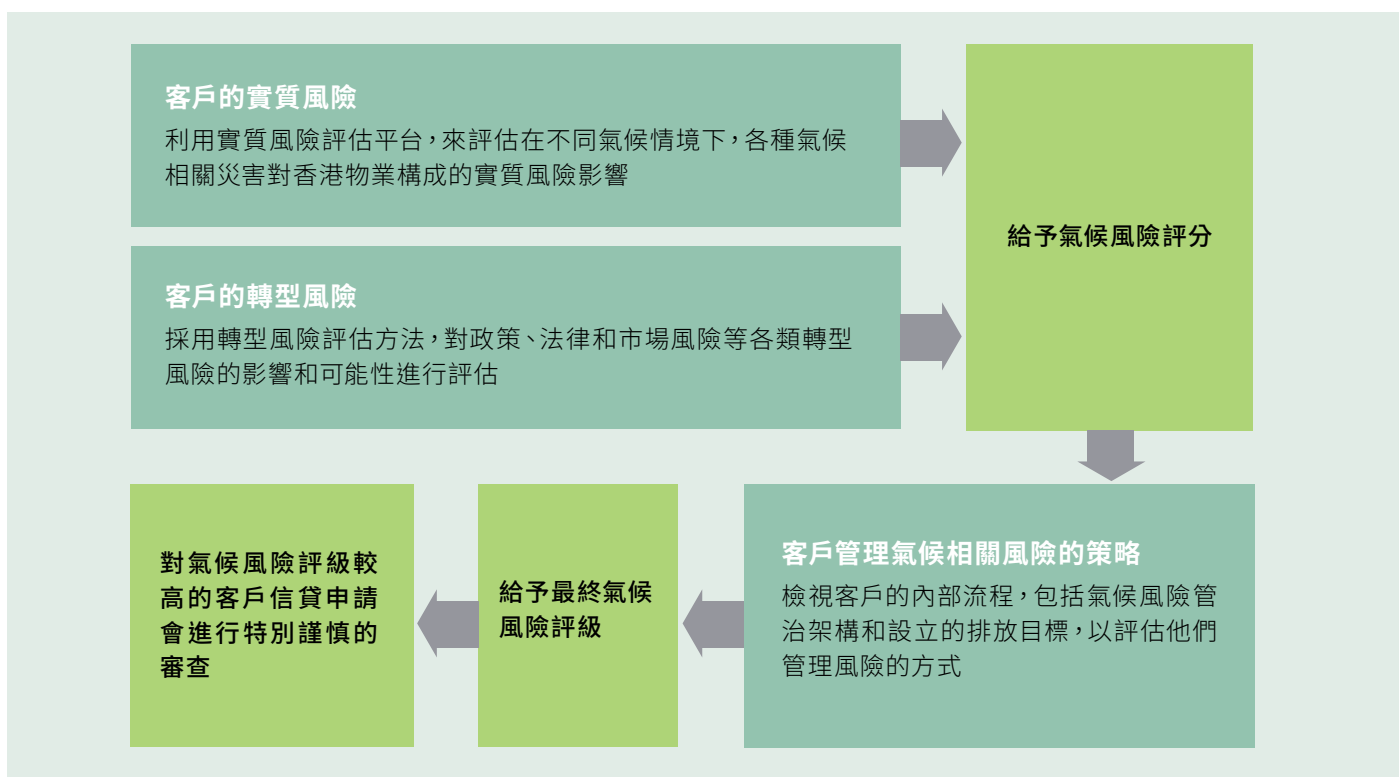 客戶的實質風險
利用實質風險評估平台，來評估在不同氣候情境下，各種氣候
相關災害對香港物業構成的實質風險影響
客戶的轉型風險
採用轉型風險評估方法，對政策、法律和市場風險等各類轉型
風險的影響和可能性進行評估
給予氣候風險評分
客戶管理氣候相關風險的策略
檢視客戶的內部流程，包括氣候風險管
治架構和設立的排放目標，以評估他們
管理風險的方式
給予最終氣候
風險評級
對氣候風險評級較
高的客戶信貸申請
會進行特別謹慎的
審查